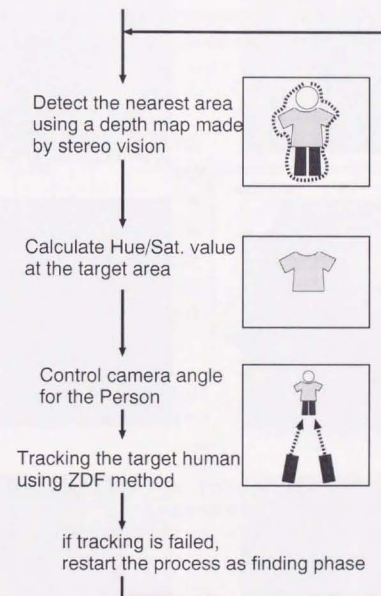 Detect the nearest area
using a depth map made
by stereo vision
Calculate Hue/Sat. value
at the target area
Control camera angle
for the Person
Tracking the target human
using ZDF method
if tracking is failed,
restart the process as finding phase